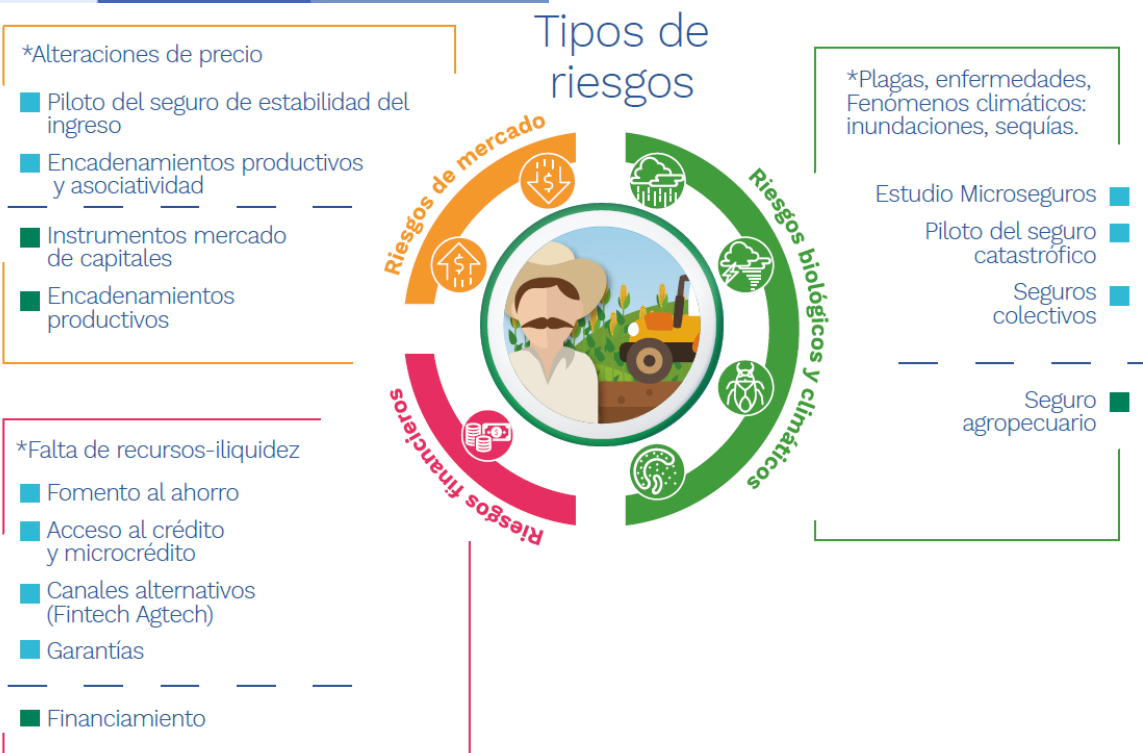 Tipos de
riesgos
*Alteraciones de precio
Piloto del seguro de estabilidad del
ingreso
Encadenamientos productivos
y asociatividad
Instrumentos mercado
de capitales
Encadenamientos
productivos
Riesgos de mercado
Riesgos biológicos y climáticos
Riesgos financieros
*Plagas, enfermedades,
Fenómenos climáticos:
inundaciones, sequías.
Estudio Microseguros
Piloto del seguro
catastrófico
Seguros
colectivos
Seguro
agropecuario
*Falta de recursos-iliquidez
Fomento al ahorro
Acceso al crédito
y microcrédito
Canales alternativos
(Fintech Agtech)
Garantías
Financiamiento